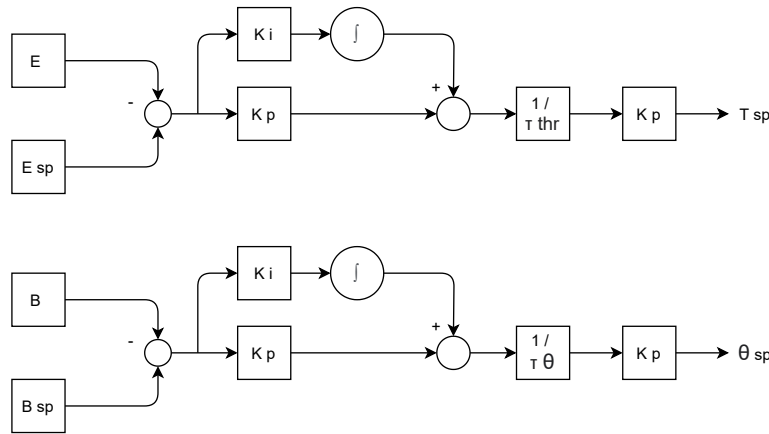 K i
∫
E
-
+
K p
1 /
τ thr
K p
T sp
E sp
K i
∫
B
-
+
K p
1 /
τ θ
K p
θ sp
B sp